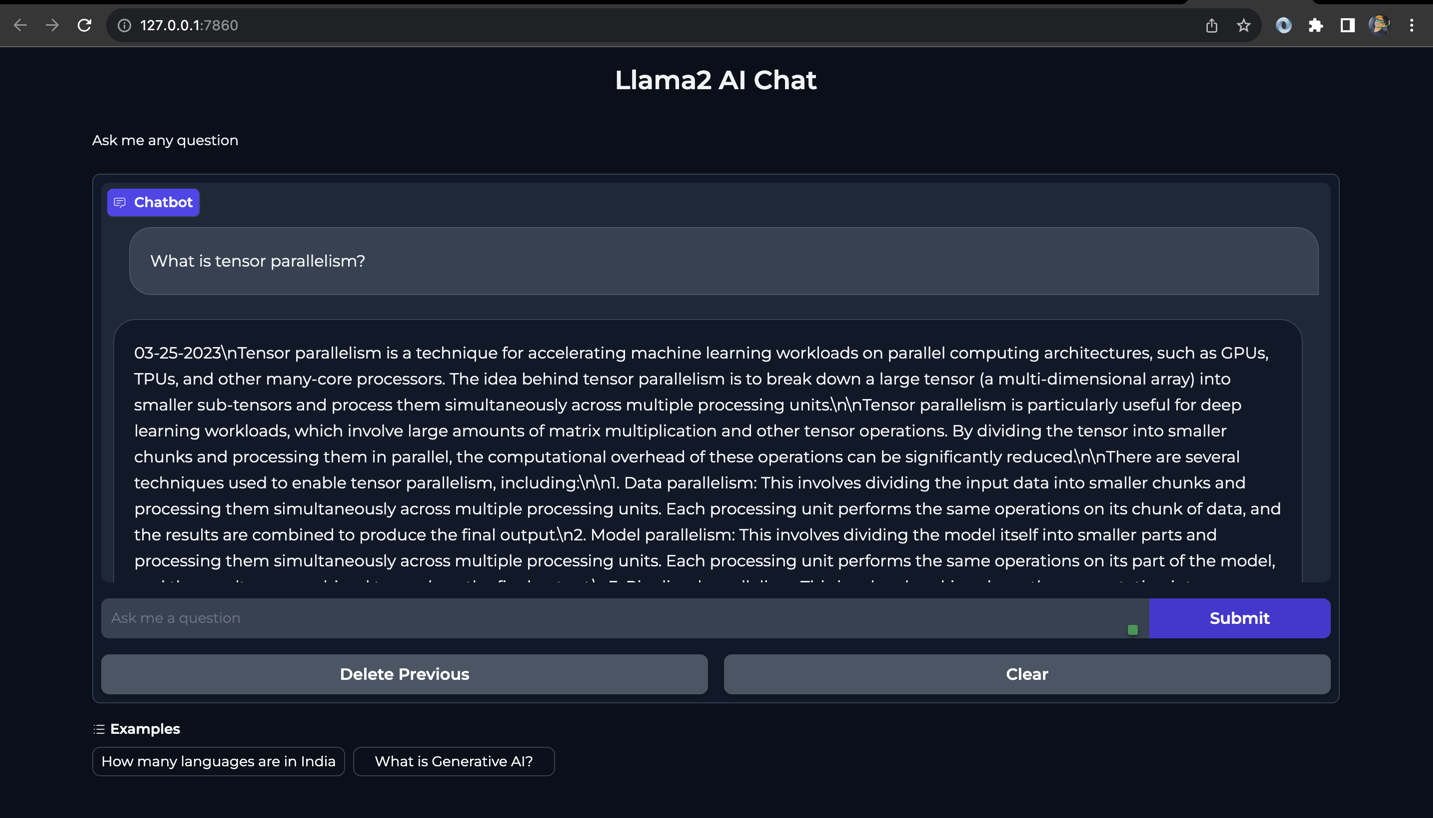 127.0.0.1:7860
Llama2 AI Chat
Ask me any question
Chatbot
What is tensor parallelism?
03-25-2023\nTensor parallelism is a technique for accelerating machine learning workloads on parallel computing architectures, such as GPUs,
TPUs, and other many-core processors. The idea behind tensor parallelism is to break down a large tensor (a multi-dimensional array) into
smaller sub-tensors and process them simultaneously across multiple processing units.\n\nTensor parallelism is particularly useful for deep
learning workloads, which involve large amounts of matrix multiplication and other tensor operations. By dividing the tensor into smaller
chunks and processing them in parallel, the computational overhead of these operations can be significantly reduced.\n\nThere are several
techniques used to enable tensor parallelism, including:\n\n1. Data parallelism: This involves dividing the input data into smaller chunks and
processing them simultaneously across multiple processing units. Each processing unit performs the same operations on its chunk of data, and
the results are combined to produce the final output.\n2. Model parallelism: This involves dividing the model itself into smaller parts and
processing them simultaneously across multiple processing units. Each processing unit performs the same operations on its part of the model,
Ask me a question
Submit
Delete Previous
Clear
Examples
How many languages are in India
What is Generative AI?